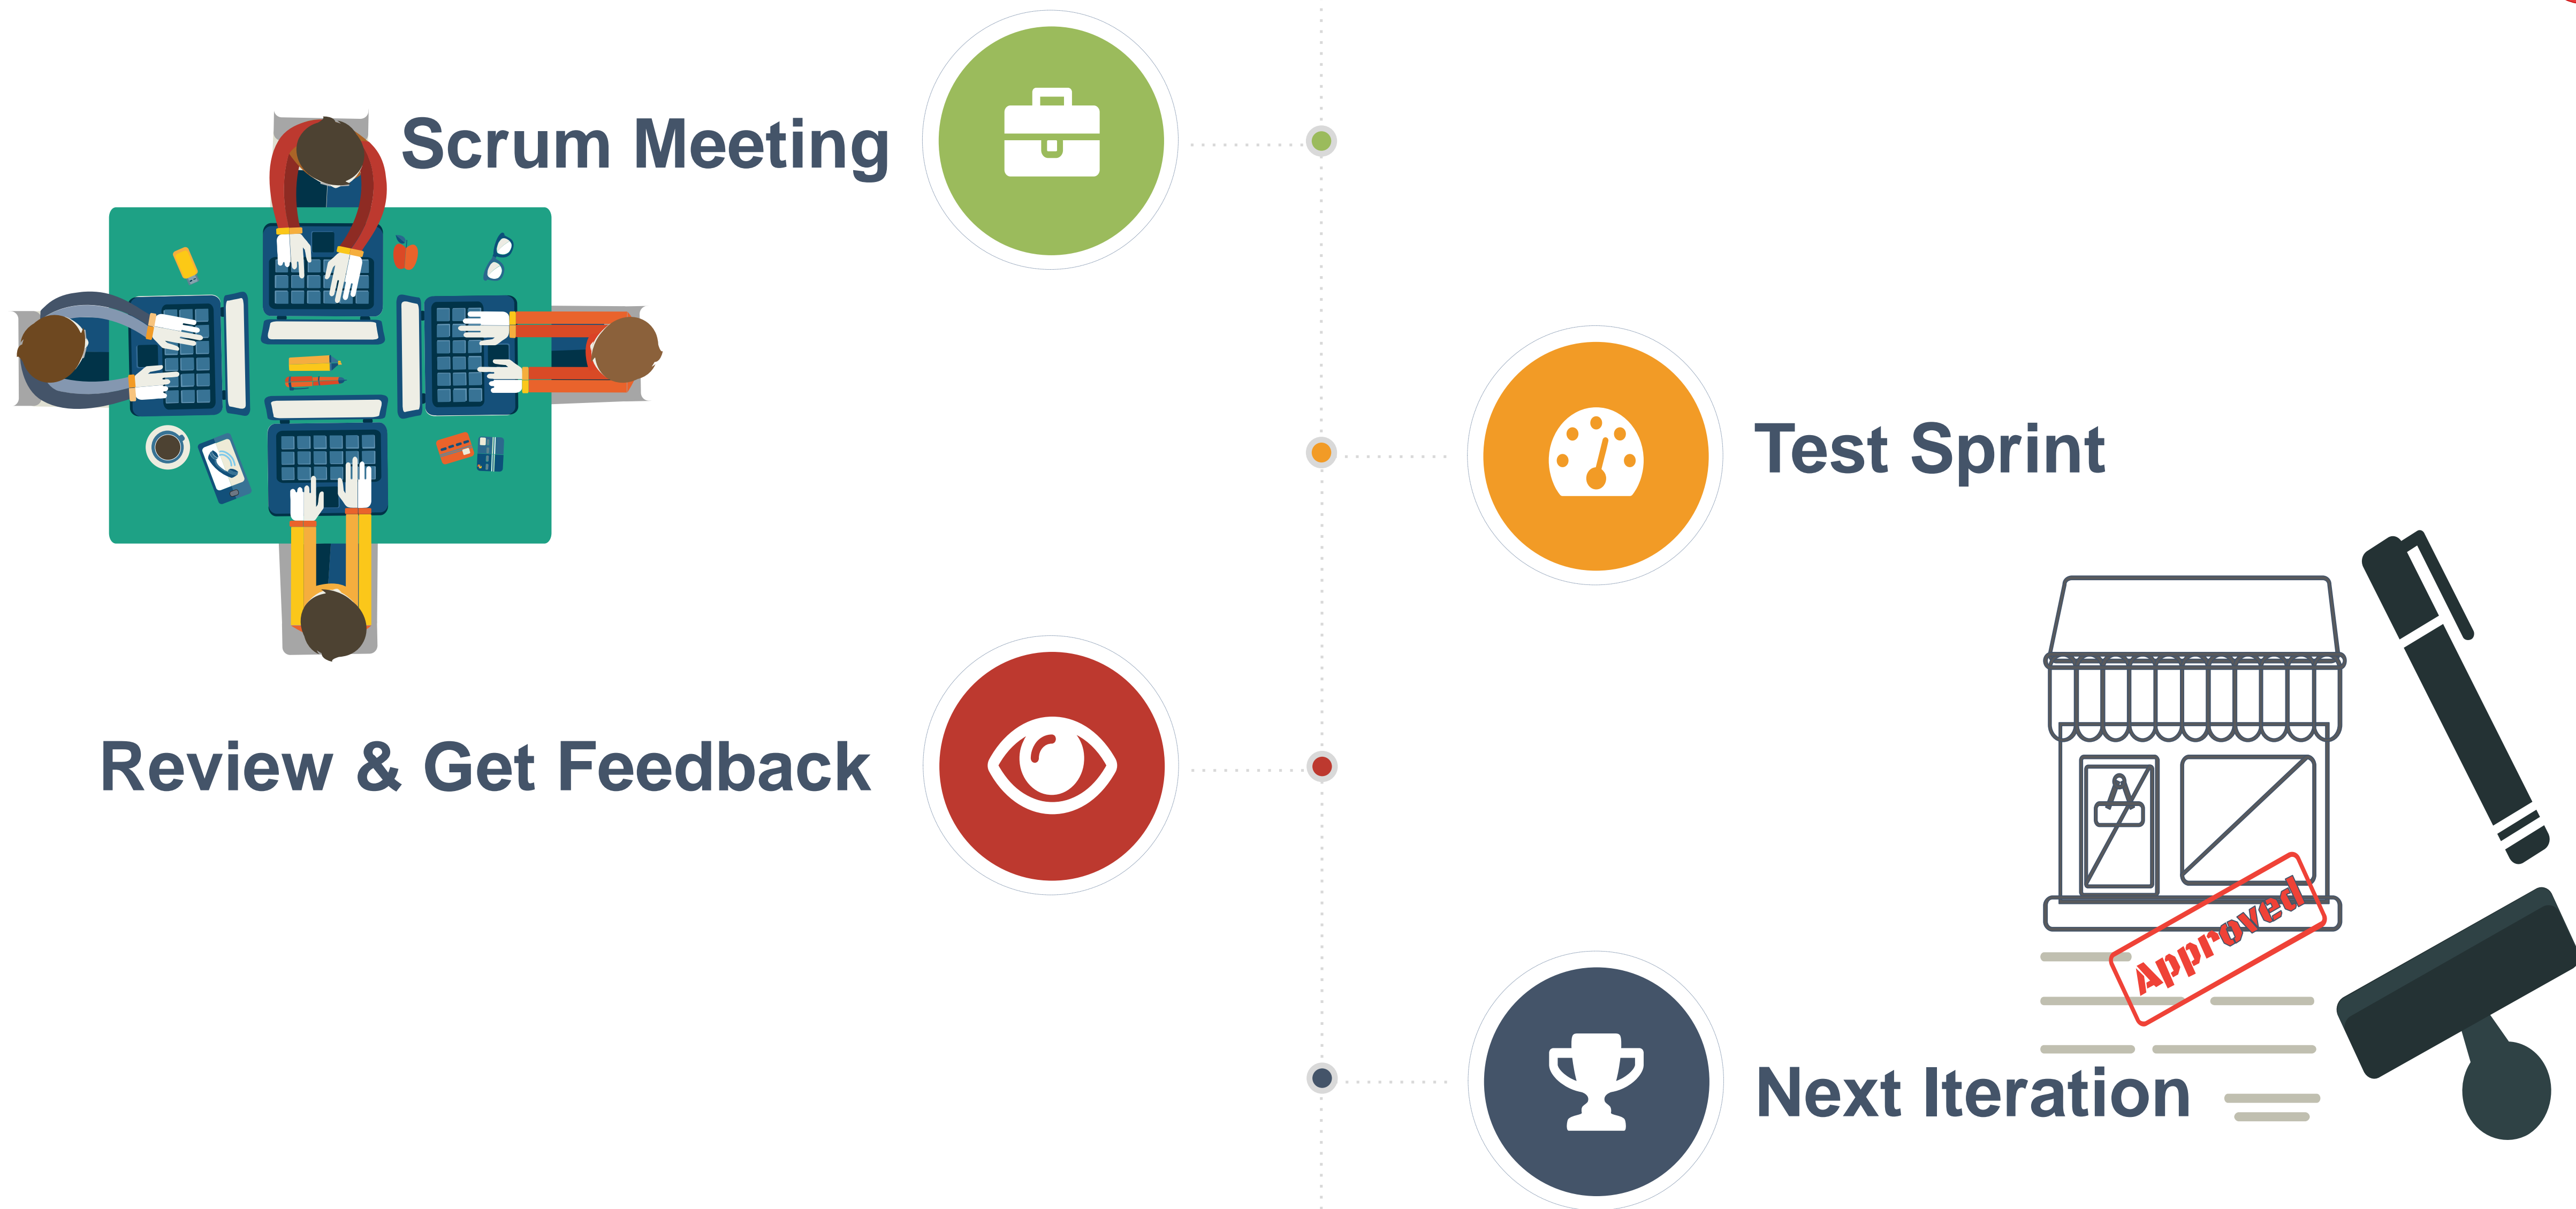 Scrum Meeting
Test Sprint
Review & Get Feedback
Approved
Next Iteration